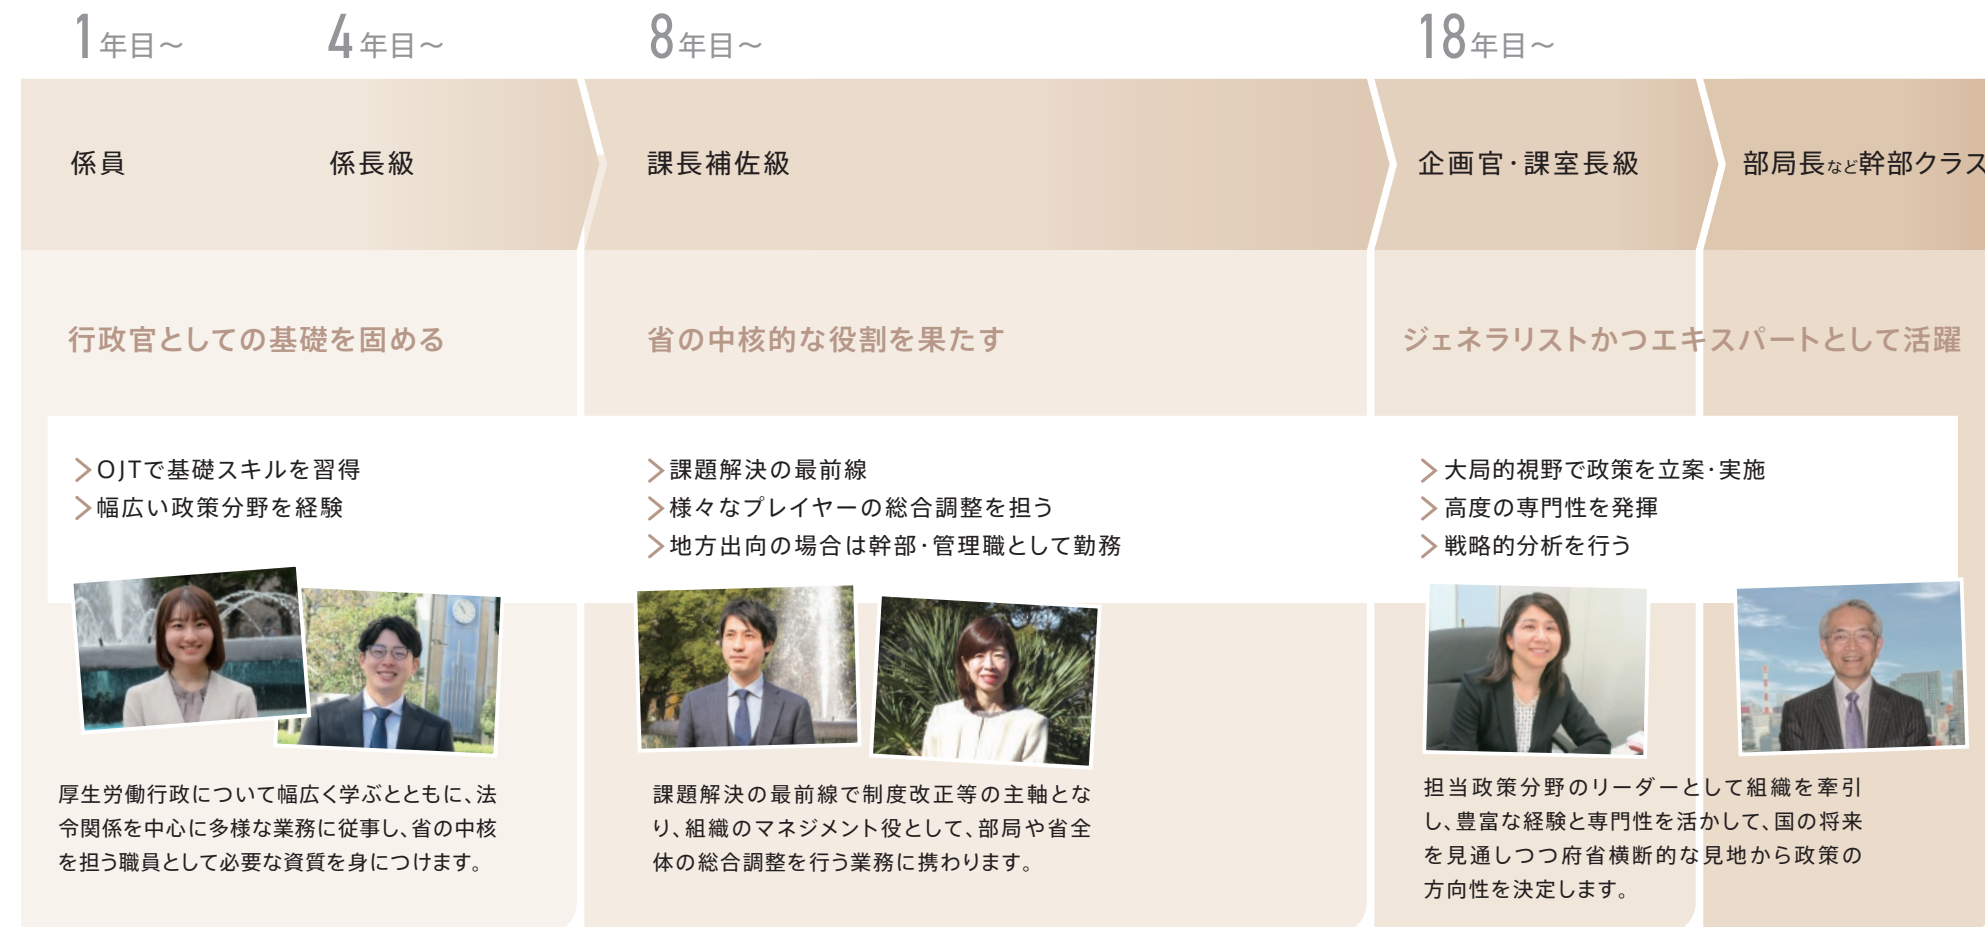 1年目～
4年目～
8年目～
18年目～
係員
係長級
課長補佐級
企画官・課室長級
部局長など幹部クラス
行政官としての基礎を固める
省の中核的な役割を果たす
ジェネラリストかつエキスパートとして活躍
OJTで基礎スキルを習得
幅広い政策分野を経験
課題解決の最前線
様々なプレイヤーの総合調整を担う
地方出向の場合は幹部・管理職として勤務
大局的視野で政策を立案・実施
高度の専門性を発揮
戦略的分析を行う
厚生労働行政について幅広く学ぶとともに、法
令関係を中心に多様な業務に従事し、省の中核
を担う職員として必要な資質を身につけます。
課題解決の最前線で制度改正等の主軸とな
り、組織のマネジメント役として、部局や省全
体の総合調整を行う業務に携わります。
担当政策分野のリーダーとして組織を牽引
し、豊富な経験と専門性を活かして、国の将来
を見通しつつ府省横断的な見地から政策の
方向性を決定します。